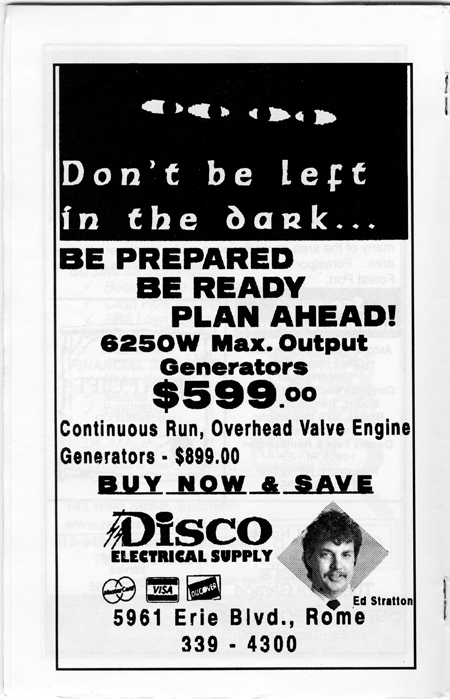 Don't be left
in the dark...
BE PREPARED
BE READY
PLAN AHEAD!
6250W Max. Output
Generators
$599.00
Continuous Run, Overhead Valve Engine
Generators - $899.00
BUY NOW & SAVE
DISCO
ELECTRICAL SUPPLY
MasterCard VISA DISCOVER
Ed Stratton
5961 Erie Blvd., Rome
339 - 4300